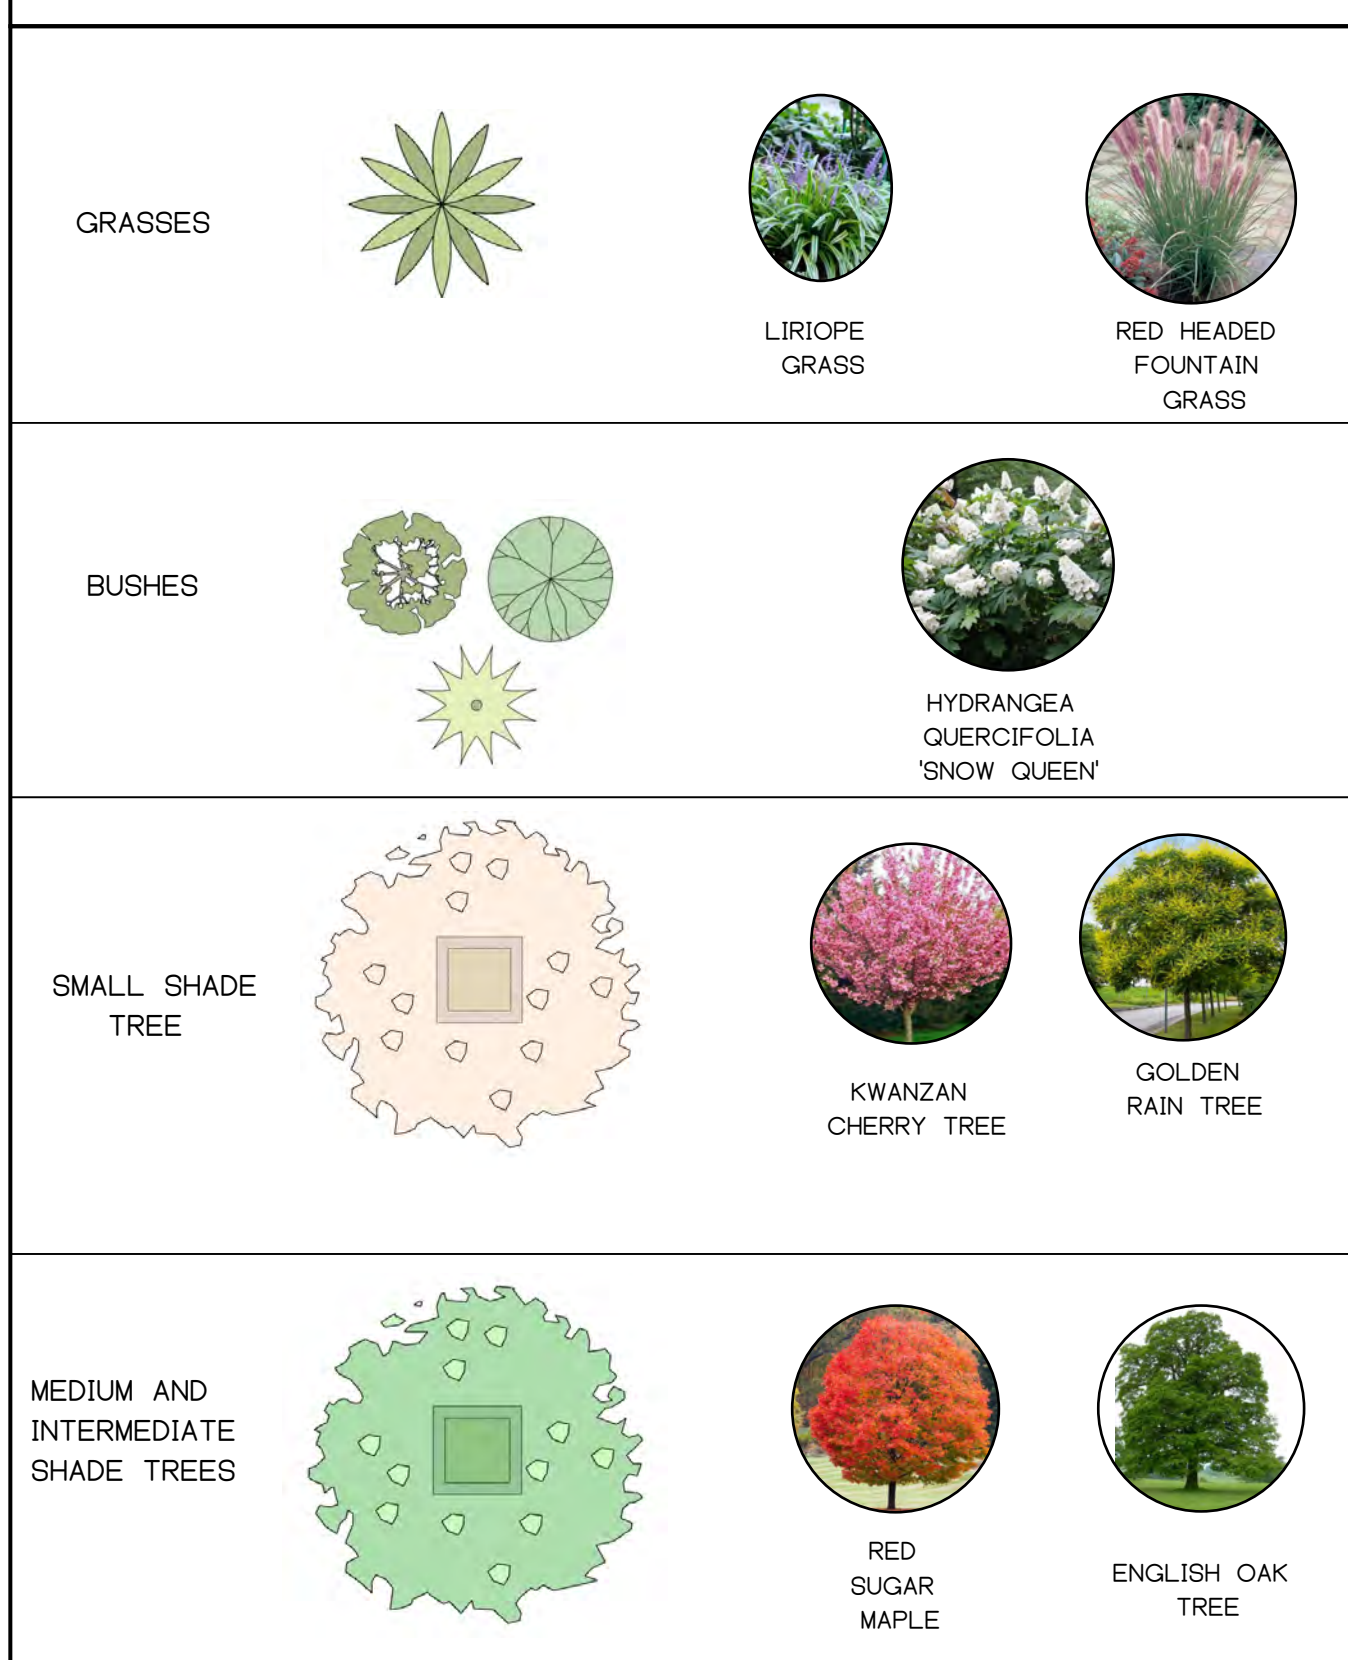 GRASSES
LIRIOPE
GRASS
RED HEADED
FOUNTAIN
GRASS
BUSHES
HYDRANGEA
QUERCIFOLIA
'SNOW QUEEN'
SMALL SHADE
TREE
KWANZAN
CHERRY TREE
GOLDEN
RAIN TREE
MEDIUM AND
INTERMEDIATE
SHADE TREES
RED
SUGAR
MAPLE
ENGLISH OAK
TREE